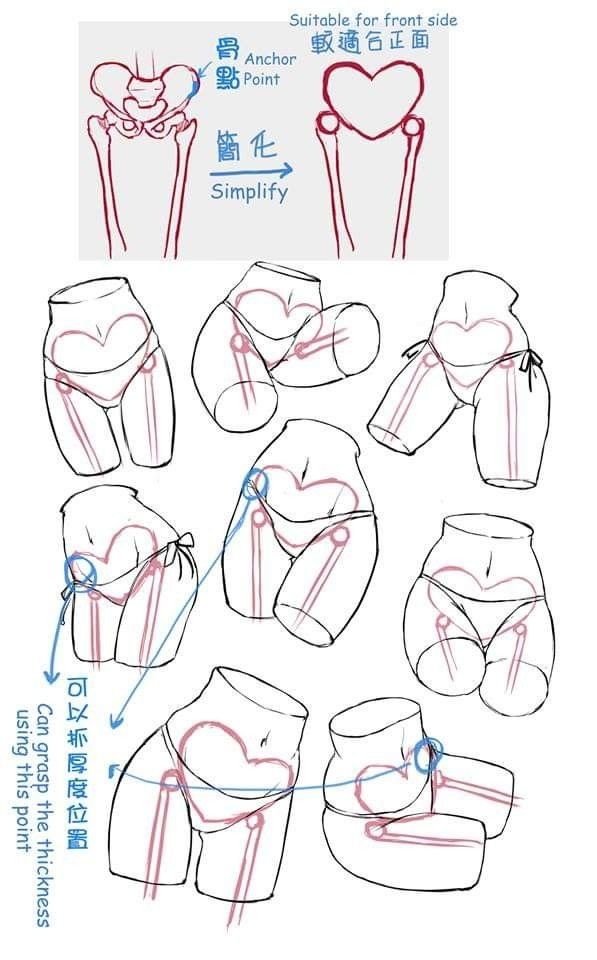 Suitable for front side
較適合正面
骨點
Anchor
Point
簡化
Simplify
可以抓厚度位置
Can grasp the thickness
using this point